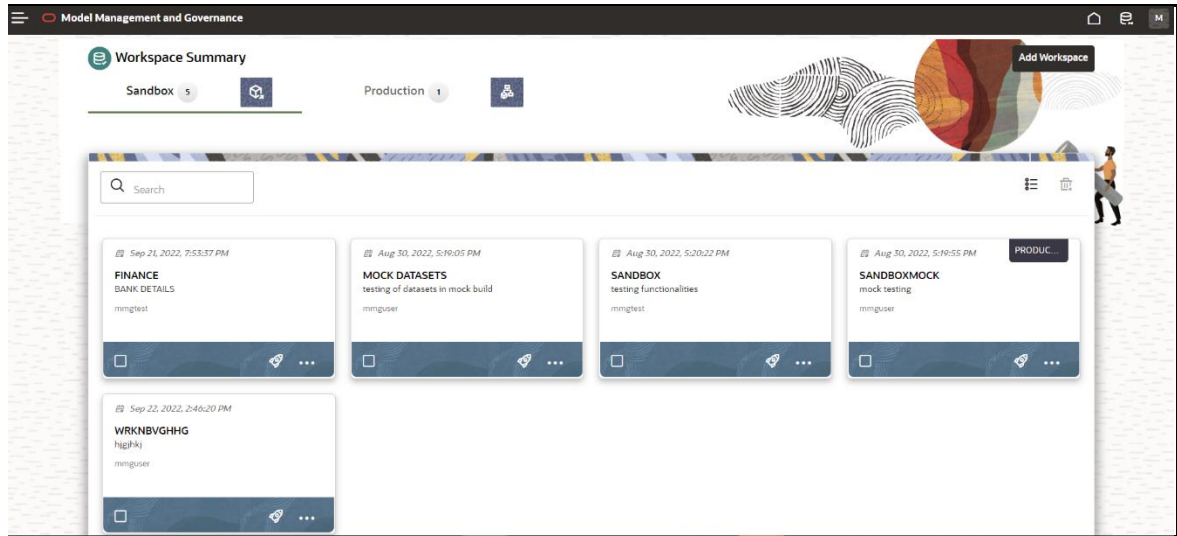 Model Management and Governance
M
Workspace Summary
Add Workspace
Sandbox 5
Production 1
Search
Sep 21, 2022, 7:53:37 PM
FINANCE
BANK DETAILS
mmgtest
Aug 30, 2022, 5:19:05 PM
MOCK DATASETS
testing of datasets in mock build
mmguser
Aug 30, 2022, 5:20:22 PM
SANDBOX
testing functionalities
mmgtest
Aug 30, 2022, 5:19:55 PM
PRODUC...
SANDBOXMOCK
mock testing
mmguser
Sep 22, 2022, 2:46:20 PM
WRKNBVGHHG
hjgjhkj
mmguser